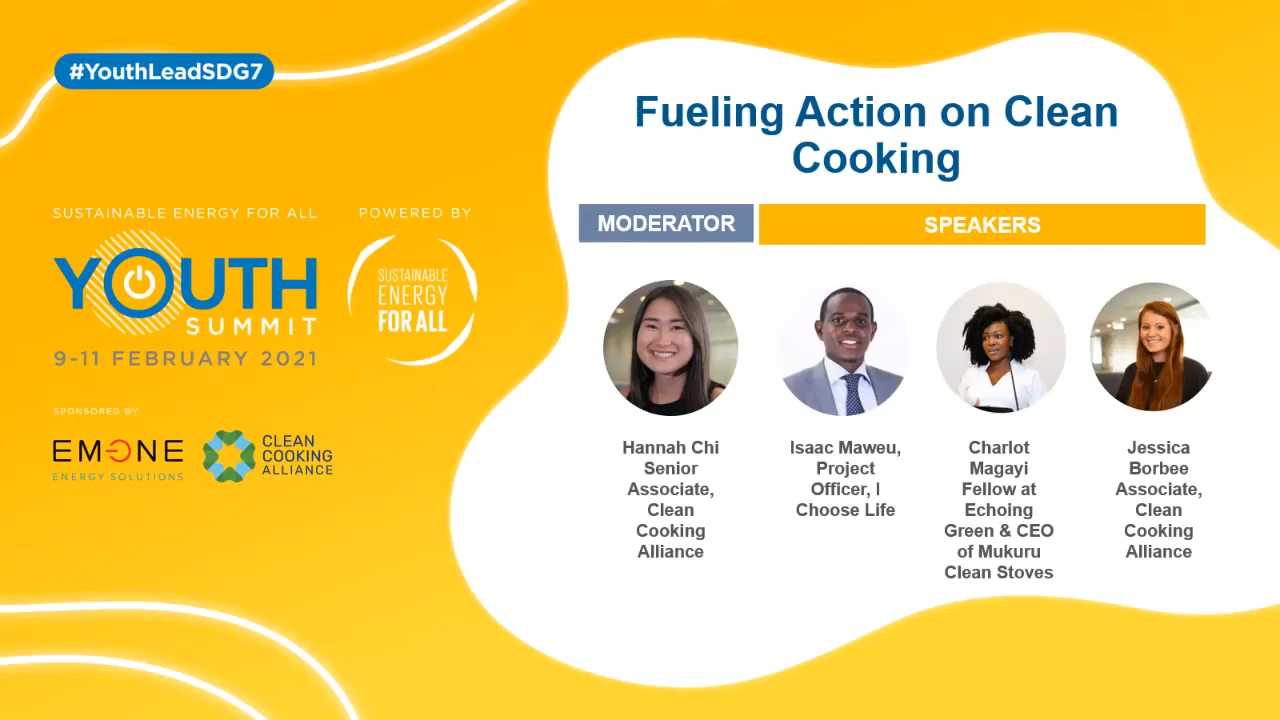 #YouthLeadSDG7
SUSTAINABLE ENERGY FOR ALL
YOUTH
SUMMIT
9-11 FEBRUARY 2021
POWERED BY
SUSTAINABLE
ENERGY
FOR ALL
SPONSORED BY
EMONE
ENERGY SOLUTIONS
CLEAN
COOKING
ALLIANCE
Fueling Action on Clean
Cooking
MODERATOR
SPEAKERS
Hannah Chi
Senior
Associate,
Clean
Cooking
Alliance
Isaac Maweu,
Project
Officer, I
Choose Life
Charlot
Magayi
Fellow at
Echoing
Green & CEO
of Mukuru
Clean Stoves
Jessica
Borbee
Associate,
Clean
Cooking
Alliance